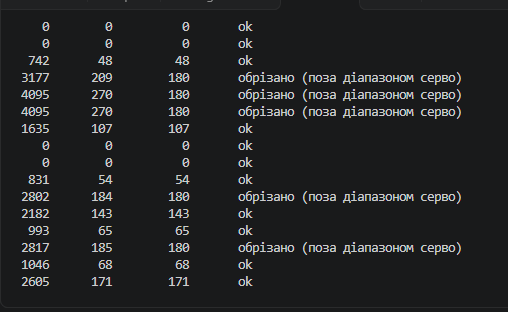 0 0 0 ok
0 0 0 ok
742 48 48 ok
3177 209 180 обрізано (поза діапазоном серво)
4095 270 180 обрізано (поза діапазоном серво)
4095 270 180 обрізано (поза діапазоном серво)
1635 107 107 ok
0 0 0 ok
0 0 0 ok
831 54 54 ok
2802 184 180 обрізано (поза діапазоном серво)
2182 143 143 ok
993 65 65 ok
2817 185 180 обрізано (поза діапазоном серво)
1046 68 68 ok
2605 171 171 ok